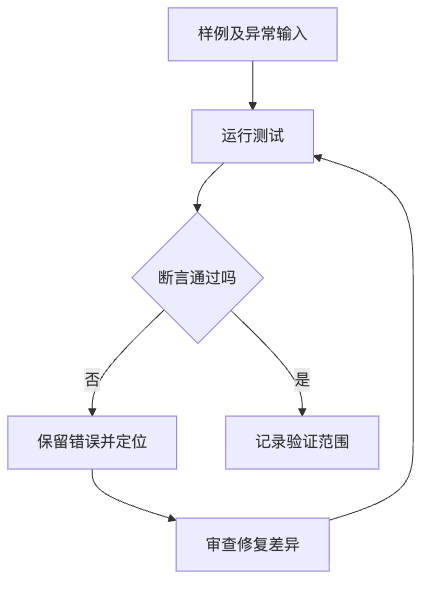 样例及异常输入
运行测试
断言通过吗
否
是
保留错误并定位
记录验证范围
审查修复差异